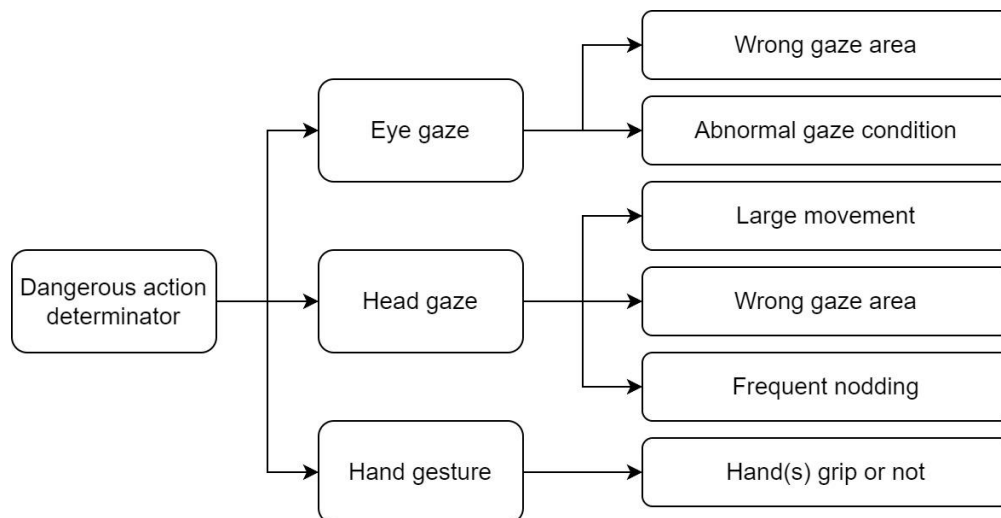 Dangerous action
determinator
Eye gaze
Wrong gaze area
Abnormal gaze condition
Head gaze
Large movement
Wrong gaze area
Frequent nodding
Hand gesture
Hand(s) grip or not